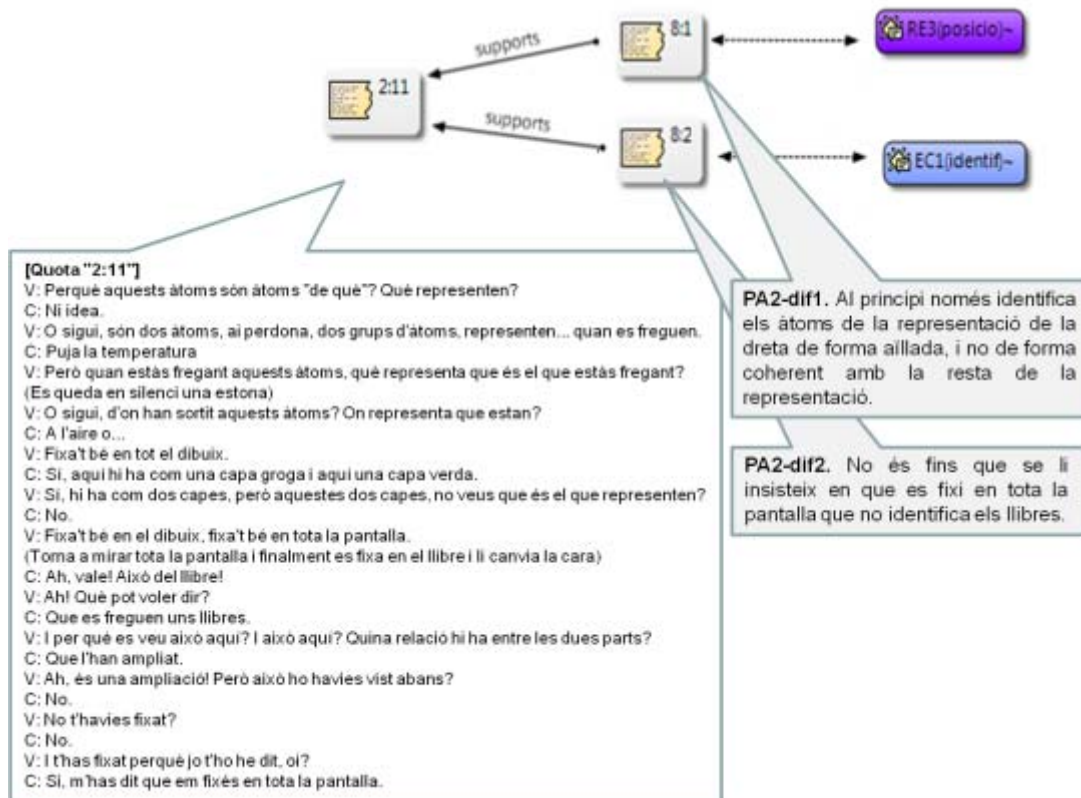 8:1
RE3(posicio)~
supports
2:11
supports
8:2
EC1(identif)~
[Quota "2:11"]
V: Perquè aquests àtoms són àtoms "de què"? Què representen?
C: Ni idea.
V: O sigui, són dos àtoms, ai perdona, dos grups d'àtoms, representen... quan es freguen.
C: Puja la temperatura
V: Però quan estàs fregant aquests àtoms, què representa que és el que estàs fregant?
(Es queda en silenci una estona)
V: O sigui, d'on han sortit aquests àtoms? On representa que estan?
C: A l'aire o...
V: Fixa't bé en tot el dibuix.
C: Sí, aquí hi ha com una capa groga i aquí una capa verda.
V: Sí, hi ha com dos capes, però aquestes dos capes, no veus que és el que representen?
C: No.
V: Fixa't bé en el dibuix, fixa't bé en tota la pantalla.
(Torna a mirar tota la pantalla i finalment es fixa en el llibre i li canvia la cara)
C: Ah, vale! Això del llibre!
V: Ah! Què pot voler dir?
C: Que es freguen uns llibres.
V: I per què es veu això aquí? I això aquí? Quina relació hi ha entre les dues parts?
C: Que l'han ampliat.
V: Ah, és una ampliació! Però això ho havies vist abans?
C: No.
V: No t'havies fixat?
C: No.
V: I t'has fixat perquè jo t'ho he dit, oi?
C: Sí, m'has dit que em fixés en tota la pantalla.
PA2-dif1. Al principi només identifica
els àtoms de la representació de la
dreta de forma aïllada, i no de forma
coherent amb la resta de la
representació.
PA2-dif2. No és fins que se li
insisteix en que es fixi en tota la
pantalla que no identifica els llibres.